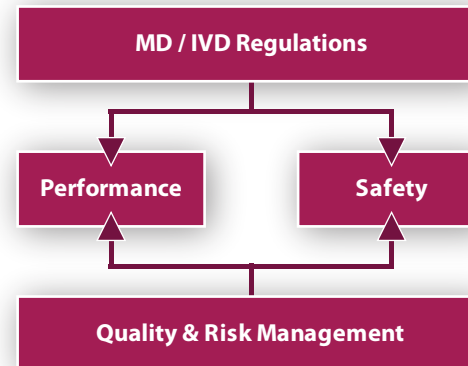 MD / IVD Regulations
Performance
Safety
Quality & Risk Management